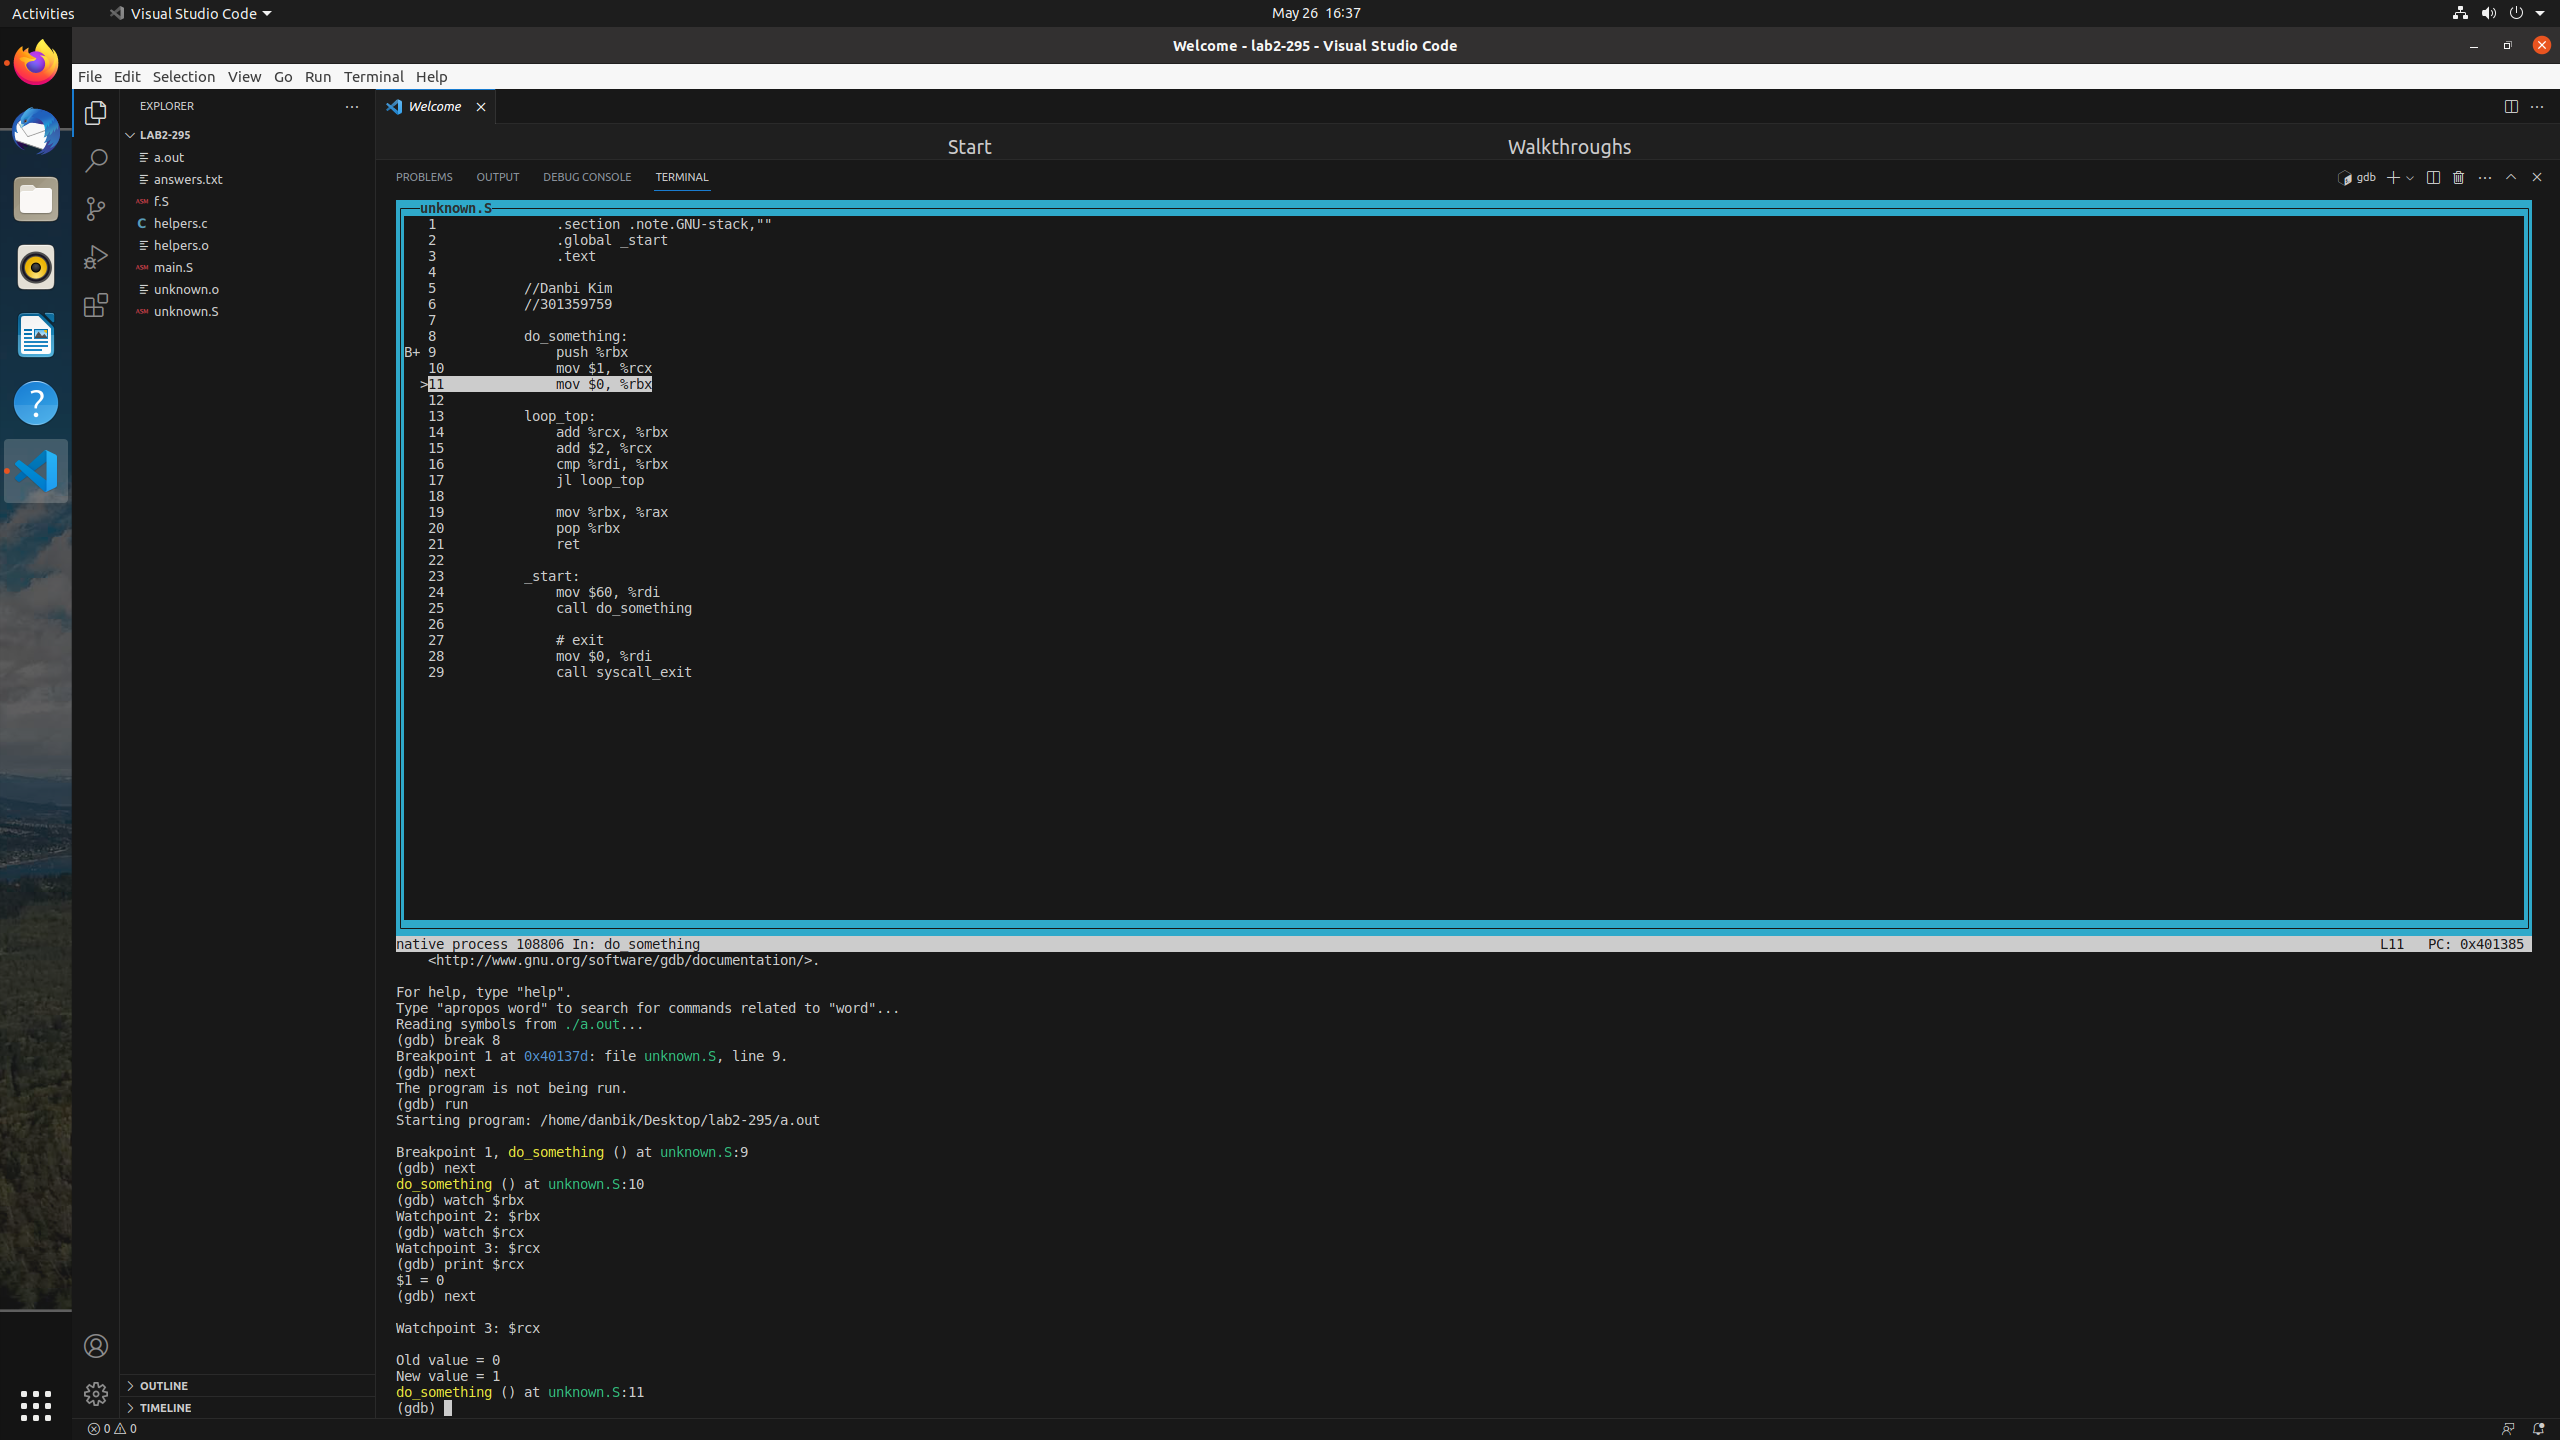 Activities
Visual Studio Code
May 26 16:37
Welcome - lab2-295 - Visual Studio Code
File Edit Selection View Go Run Terminal Help
EXPLORER
LAB2-295
a.out
answers.txt
ASM f.S
C helpers.c
helpers.o
ASM main.S
unknown.o
ASM unknown.S
OUTLINE
TIMELINE
Welcome
Start
Walkthroughs
PROBLEMS OUTPUT DEBUG CONSOLE TERMINAL
gdb
unknown.S
1 .section .note.GNU-stack,""
2 .global _start
3 .text
4
5 //Danbi Kim
6 //301359759
7
8 do_something:
B+ 9 push %rbx
10 mov $1, %rcx
>11 mov $0, %rbx
12
13 loop_top:
14 add %rcx, %rbx
15 add $2, %rcx
16 cmp %rdi, %rbx
17 jl loop_top
18
19 mov %rbx, %rax
20 pop %rbx
21 ret
22
23 _start:
24 mov $60, %rdi
25 call do_something
26
27 # exit
28 mov $0, %rdi
29 call syscall_exit
native process 108806 In: do_something L11 PC: 0x401385
<http://www.gnu.org/software/gdb/documentation/>.
For help, type "help".
Type "apropos word" to search for commands related to "word"...
Reading symbols from ./a.out...
(gdb) break 8
Breakpoint 1 at 0x40137d: file unknown.S, line 9.
(gdb) next
The program is not being run.
(gdb) run
Starting program: /home/danbik/Desktop/lab2-295/a.out
Breakpoint 1, do_something () at unknown.S:9
(gdb) next
do_something () at unknown.S:10
(gdb) watch $rbx
Watchpoint 2: $rbx
(gdb) watch $rcx
Watchpoint 3: $rcx
(gdb) print $rcx
$1 = 0
(gdb) next
Watchpoint 3: $rcx
Old value = 0
New value = 1
do_something () at unknown.S:11
(gdb)
0 0